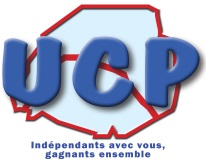 UCP
Indépendants avec vous,
gagnants ensemble